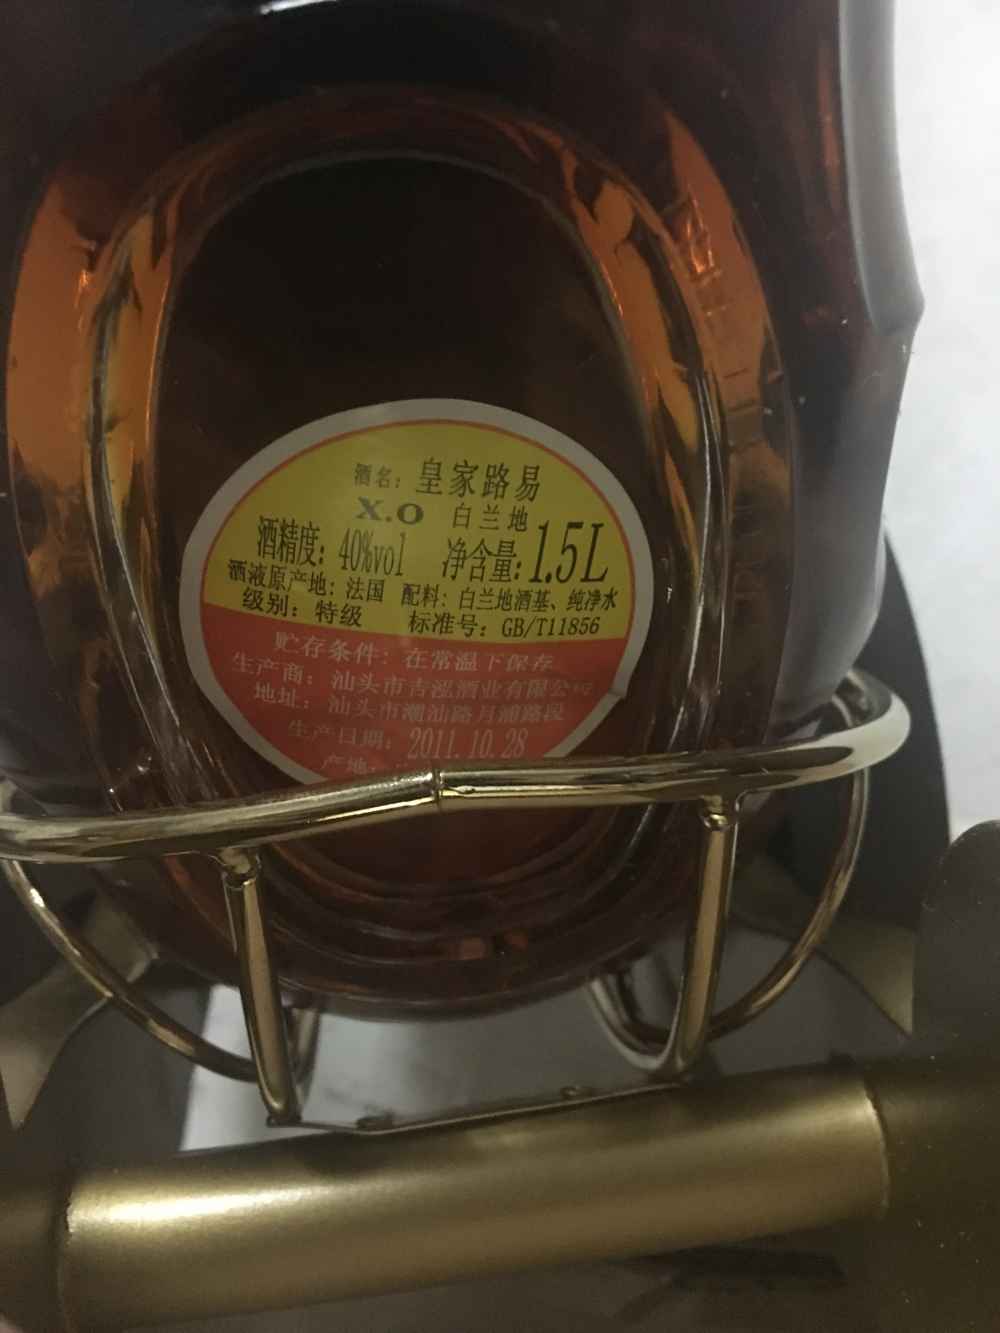 酒名：皇家路易
X.O 白兰地
酒精度：40%vol 净含量：1.5L
酒液原产地：法国 配料：白兰地酒基、纯净水
级别：特级 标准号：GB/T11856
贮存条件：在常温下保存
生产商：汕头市吉泓酒业有限公司
地址：汕头市潮汕路月浦路段
生产日期：2011.10.28
产地：